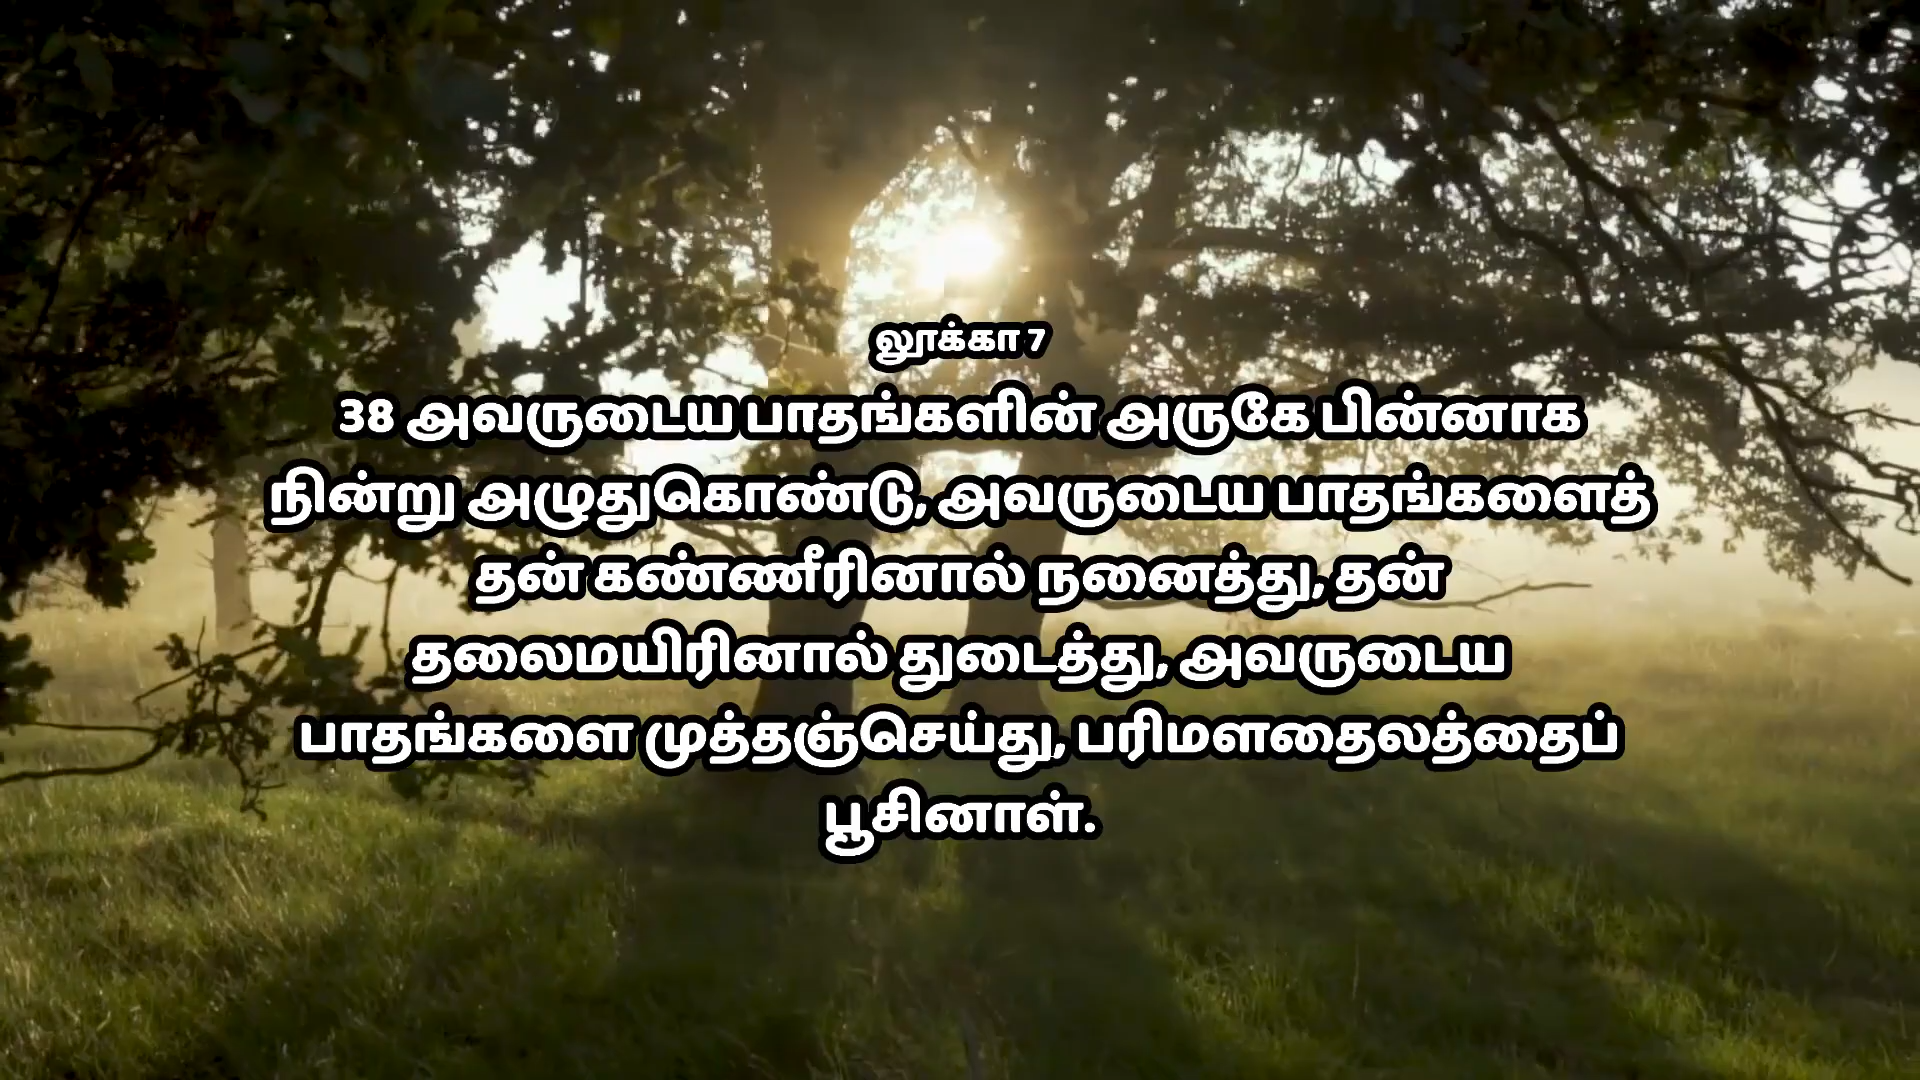 லூக்கா 7
38 அவருடைய பாதங்களின் அருகே பின்னாக
நின்று அழுதுகொண்டு, அவருடைய பாதங்களைத்
தன் கண்ணீரினால் நனைத்து, தன்
தலைமயிரினால் துடைத்து, அவருடைய
பாதங்களை முத்தஞ்செய்து, பரிமளதைலத்தைப்
பூசினாள்.